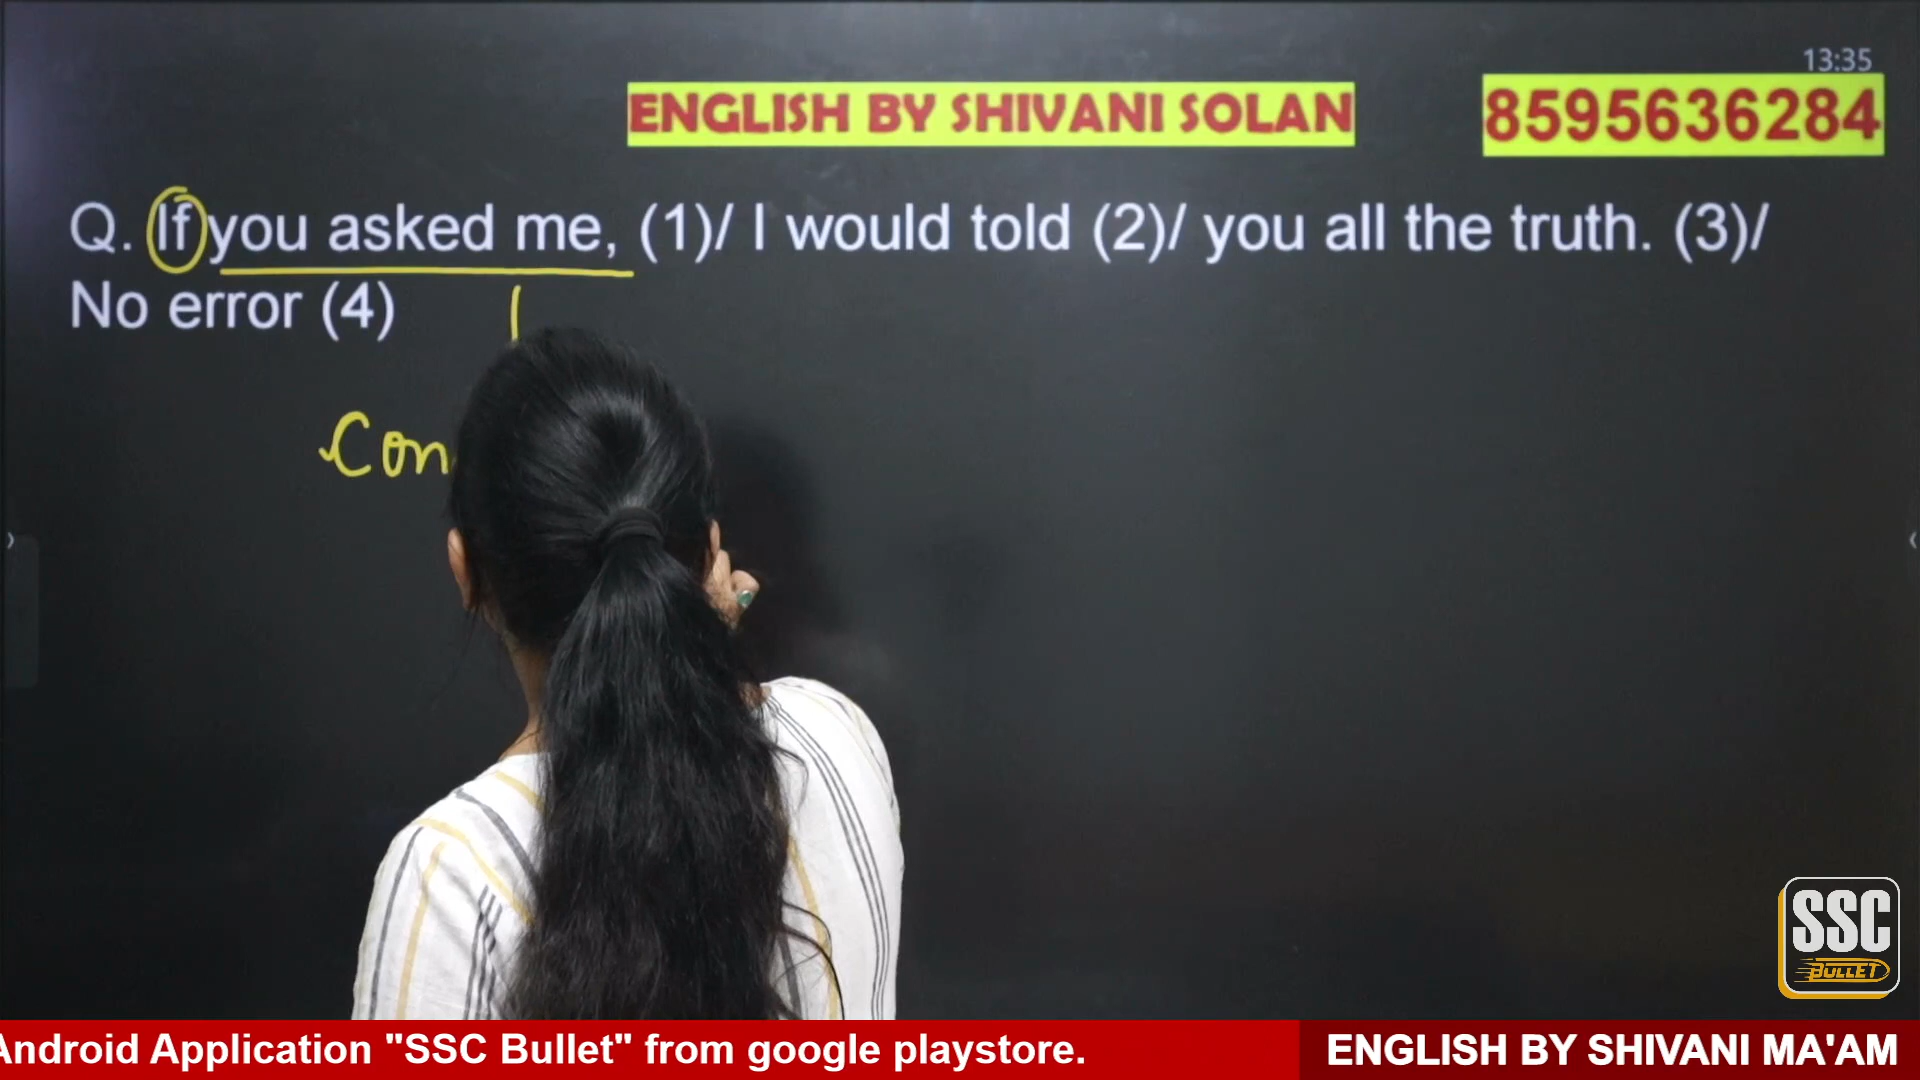 13:35
ENGLISH BY SHIVANI SOLAN
8595636284
Q. If you asked me, (1)/ I would told (2)/ you all the truth. (3)/
No error (4)
Con
SSC
BULLET
Android Application "SSC Bullet" from google playstore.
ENGLISH BY SHIVANI MA'AM